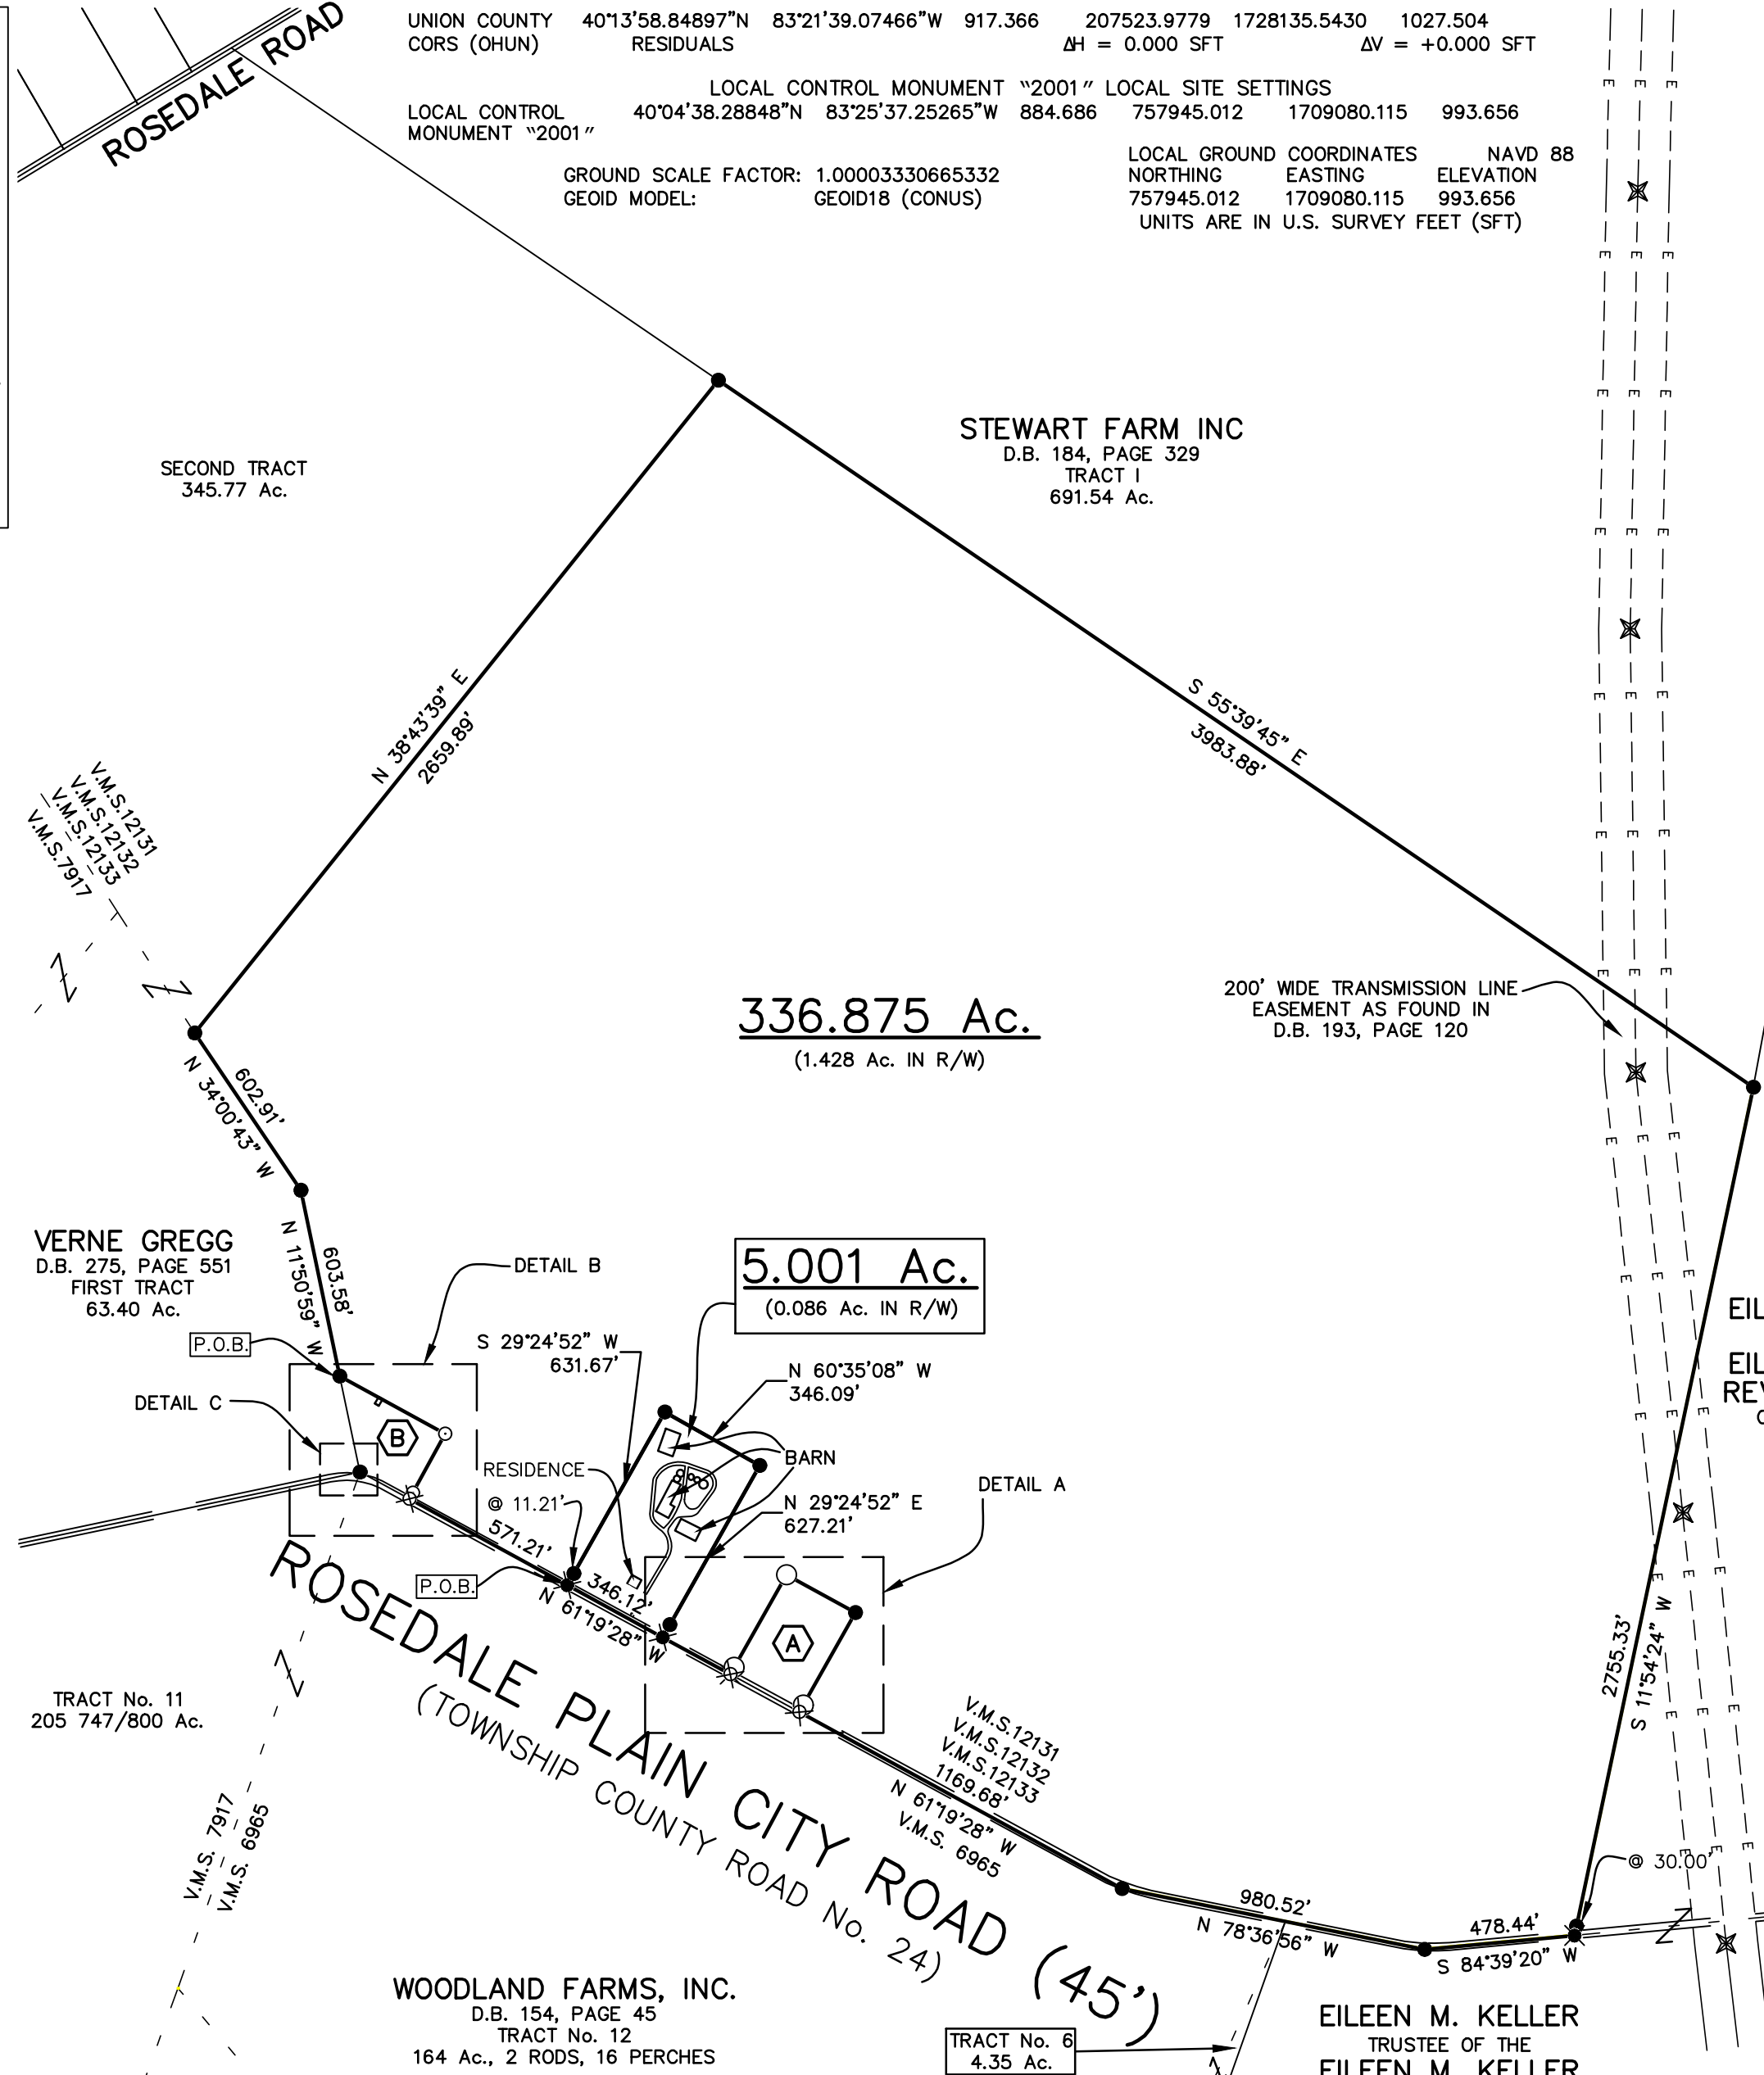 UNION COUNTY 40°13'58.84897"N 83°21'39.07466"W 917.366 207523.9779 1728135.5430 1027.504
CORS (OHUN) RESIDUALS ΔH = 0.000 SFT ΔV = +0.000 SFT
LOCAL CONTROL MONUMENT "2001" LOCAL SITE SETTINGS
LOCAL CONTROL 40°04'38.28848"N 83°25'37.25265"W 884.686 757945.012 1709080.115 993.656
MONUMENT "2001"
LOCAL GROUND COORDINATES NAVD 88
GROUND SCALE FACTOR: 1.00003330665332 NORTHING EASTING ELEVATION
GEOID MODEL: GEOID18 (CONUS) 757945.012 1709080.115 993.656
UNITS ARE IN U.S. SURVEY FEET (SFT)
ROSEDALE ROAD
STEWART FARM INC
D.B. 184, PAGE 329
TRACT I
691.54 Ac.
SECOND TRACT
345.77 Ac.
N 38°43'39" E
2659.89'
S 55°39'45" E
3983.88'
V.M.S.12131
V.M.S.12132
V.M.S.12133
V.M.S.7917
200' WIDE TRANSMISSION LINE
EASEMENT AS FOUND IN
D.B. 193, PAGE 120
336.875 Ac.
(1.428 Ac. IN R/W)
602.91'
N 34°00'43" W
VERNE GREGG
D.B. 275, PAGE 551
FIRST TRACT
63.40 Ac.
603.58'
N 11°50'59" W
DETAIL B
P.O.B.
DETAIL C
B
5.001 Ac.
(0.086 Ac. IN R/W)
S 29°24'52" W
631.67'
N 60°35'08" W
346.09'
BARN
RESIDENCE
@ 11.21'
N 29°24'52" E
627.21'
DETAIL A
A
571.21'
P.O.B.
346.12'
N 61°19'28" W
EIL
EIL
REV
2755.33'
S 11°54'24" W
TRACT No. 11
205 747/800 Ac.
ROSEDALE PLAIN CITY ROAD (45')
(TOWNSHIP COUNTY ROAD No. 24)
V.M.S.12131
V.M.S.12132
V.M.S.12133
1169.68'
N 61°19'28" W
V.M.S. 6965
V.M.S. 7917
V.M.S. 6965
@ 30.00'
980.52'
N 78°36'56" W
478.44'
S 84°39'20" W
WOODLAND FARMS, INC.
D.B. 154, PAGE 45
TRACT No. 12
164 Ac., 2 RODS, 16 PERCHES
TRACT No. 6
4.35 Ac.
EILEEN M. KELLER
TRUSTEE OF THE
EILEEN M. KELLER